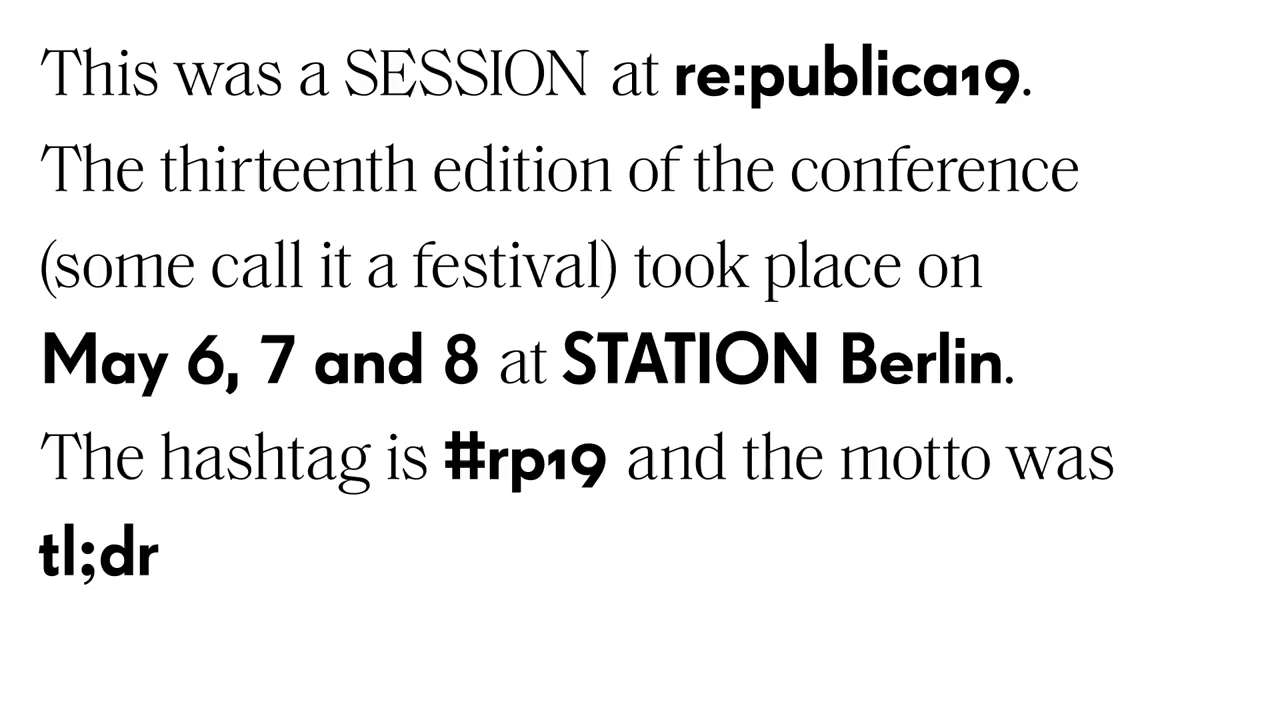 This was a SESSION at re:publica19.
The thirteenth edition of the conference
(some call it a festival) took place on
May 6, 7 and 8 at STATION Berlin.
The hashtag is #rp19 and the motto was
tl;dr